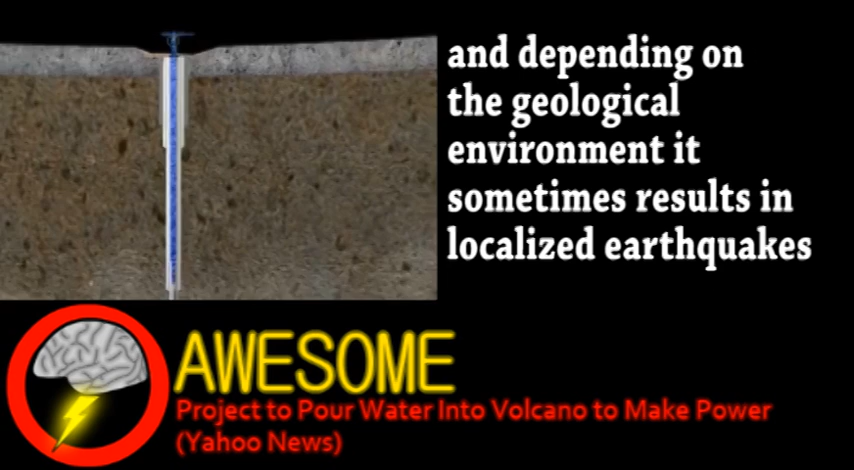 and depending on
the geological
environment it
sometimes results in
localized earthquakes
AWESOME
Project to Pour Water Into Volcano to Make Power
(Yahoo News)